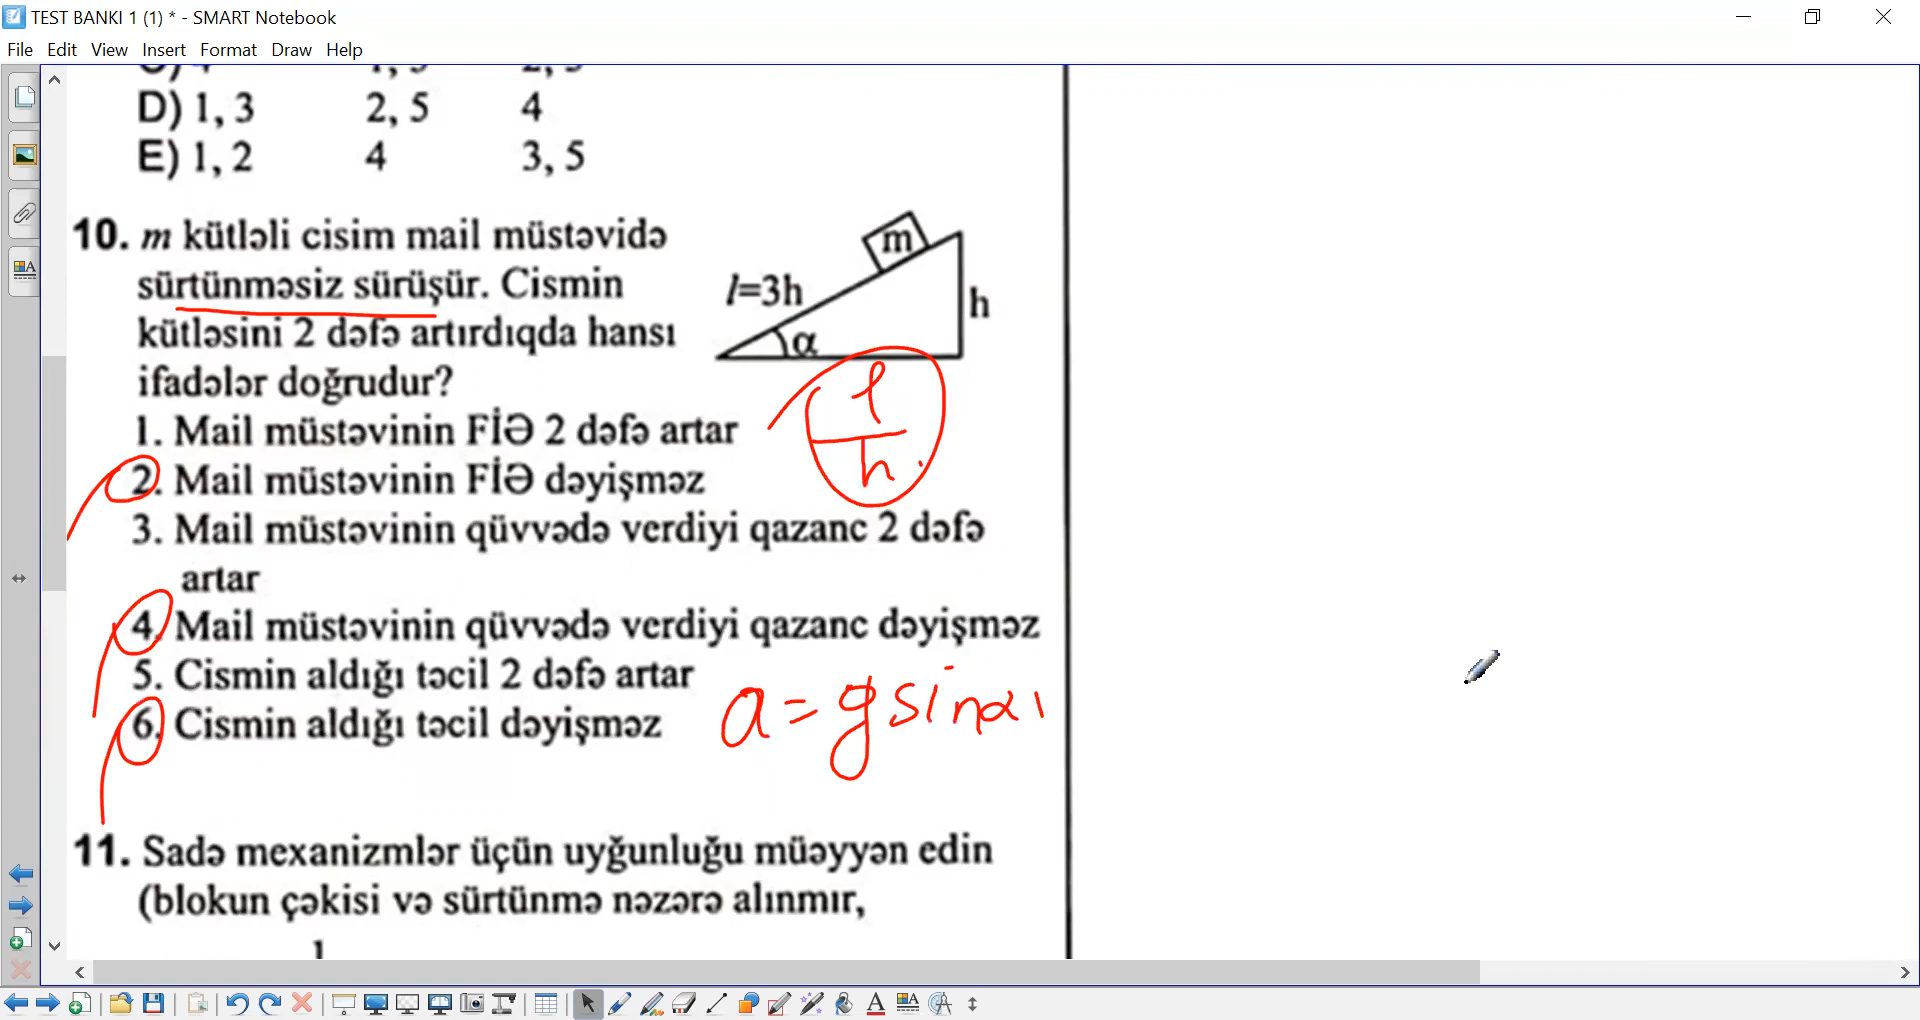 TEST BANKI 1 (1) * - SMART Notebook
File Edit View Insert Format Draw Help
D) 1, 3 2, 5 4
E) 1, 2 4 3, 5
10. m kütləli cisim mail müstəvidə
sürtünməsiz sürüşür. Cismin
kütləsini 2 dəfə artırdıqda hansı
ifadələr doğrudur?
m
l=3h
h
α
l
h
1. Mail müstəvinin FİƏ 2 dəfə artar
2. Mail müstəvinin FİƏ dəyişməz
3. Mail müstəvinin qüvvədə verdiyi qazanc 2 dəfə
artar
4. Mail müstəvinin qüvvədə verdiyi qazanc dəyişməz
5. Cismin aldığı təcil 2 dəfə artar
6. Cismin aldığı təcil dəyişməz
a = g sinα
11. Sadə mexanizmlər üçün uyğunluğu müəyyən edin
(blokun çəkisi və sürtünmə nəzərə alınmır,